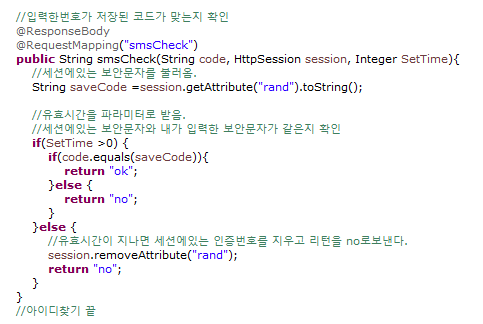 //입력한번호가 저장된 코드가 맞는지 확인
@ResponseBody
@RequestMapping("smsCheck")
public String smsCheck(String code, HttpSession session, Integer SetTime){
//세션에있는 보안문자를 불러옴.
String saveCode =session.getAttribute("rand").toString();
//유효시간을 파라미터로 받음.
//세션에있는 보안문자와 내가 입력한 보안문자가 같은지 확인
if(SetTime >0) {
if(code.equals(saveCode)){
return "ok";
}else {
return "no";
}
}else {
//유효시간이 지나면 세션에있는 인증번호를 지우고 리턴을 no로보낸다.
session.removeAttribute("rand");
return "no";
}
}
//아이디찾기 끝